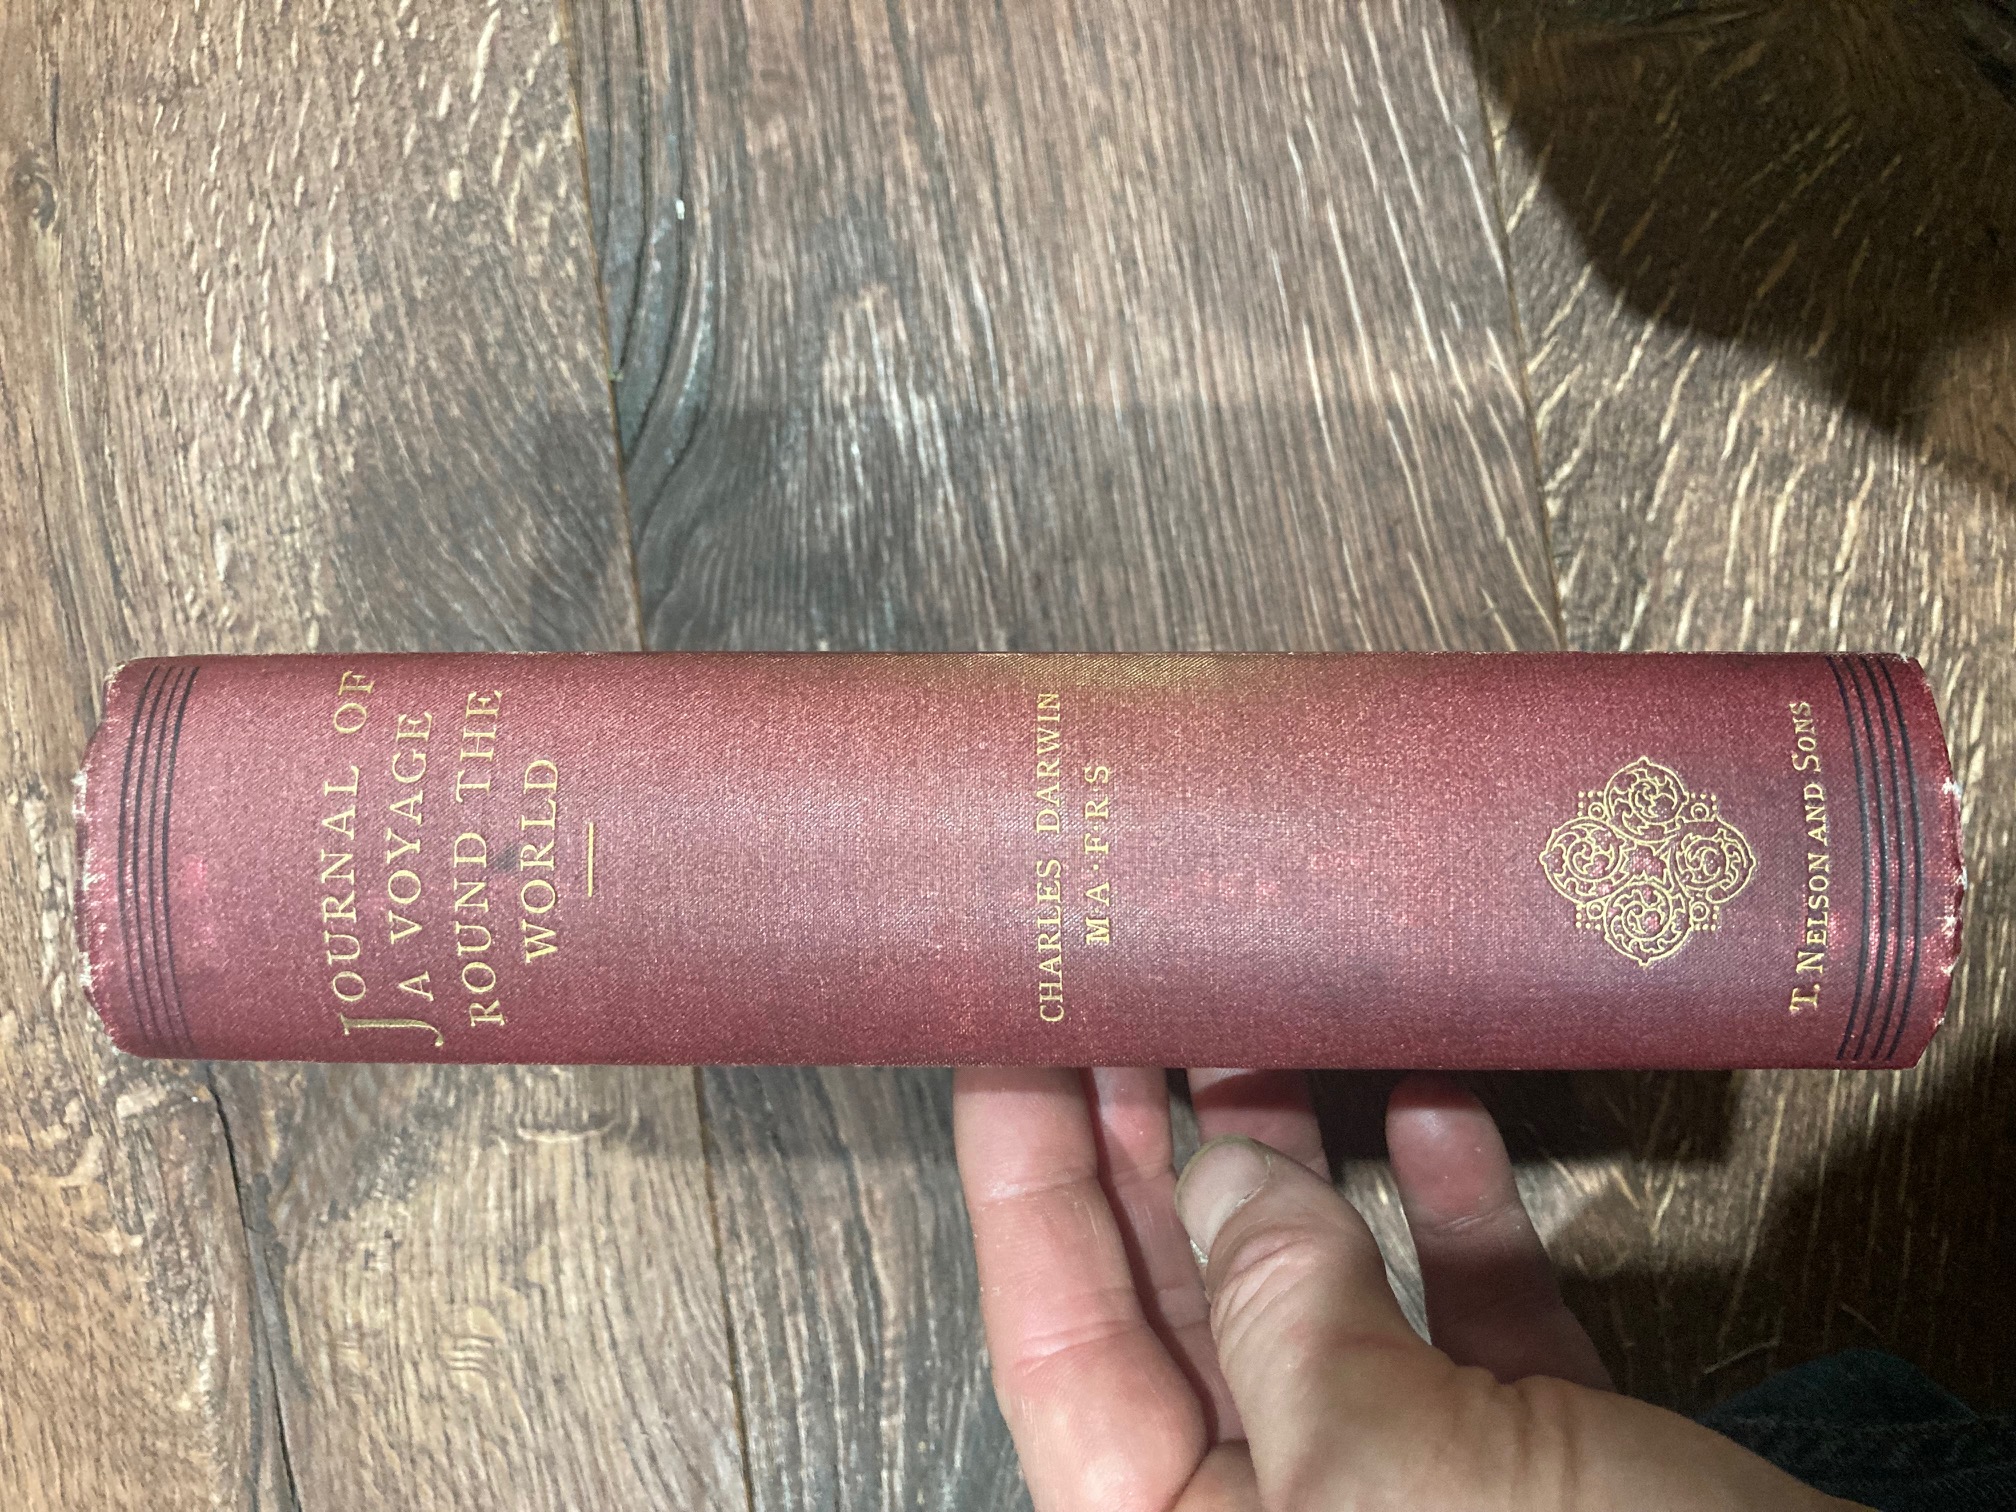 JOURNAL OF
A VOYAGE
ROUND THE
WORLD
CHARLES DARWIN
M·A·F·R·S
T. NELSON AND SONS